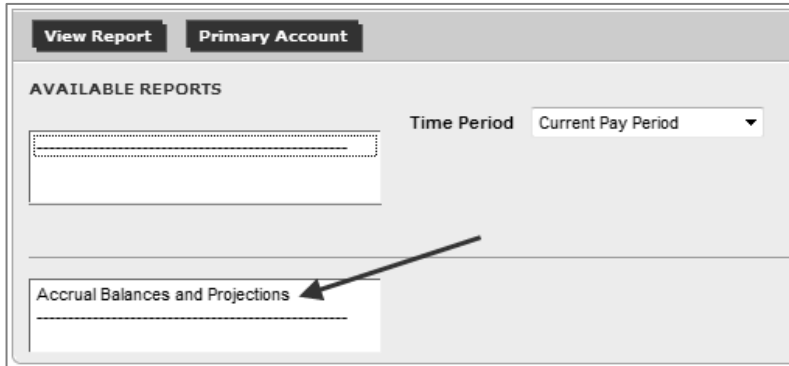 View Report Primary Account
AVAILABLE REPORTS
Time Period Current Pay Period
----------------------------------------------------------------
Accrual Balances and Projections
----------------------------------------------------------------